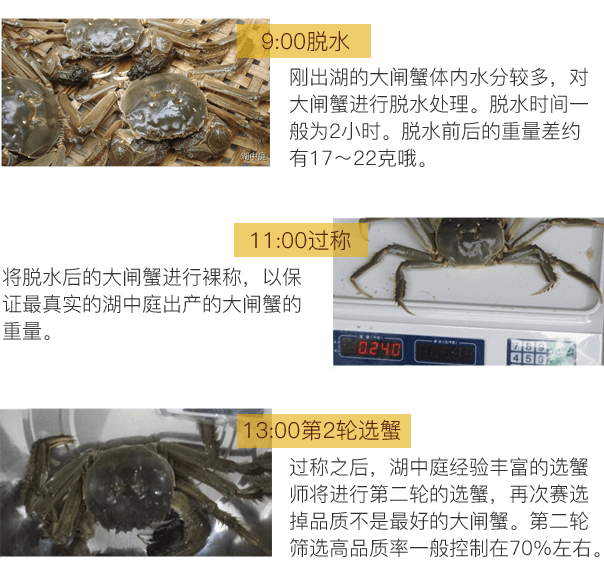 9:00脱水
刚出湖的大闸蟹体内水分较多，对
大闸蟹进行脱水处理。脱水时间一
般为2小时。脱水前后的重量差约
有17～22克哦。
湖中庭
11:00过称
将脱水后的大闸蟹进行裸称，以保
证最真实的湖中庭出产的大闸蟹的
重量。
0.240
7 8 9
4 5 6
13:00第2轮选蟹
过称之后，湖中庭经验丰富的选蟹
师将进行第二轮的选蟹，再次赛选
掉品质不是最好的大闸蟹。第二轮
筛选高品质率一般控制在70%左右。